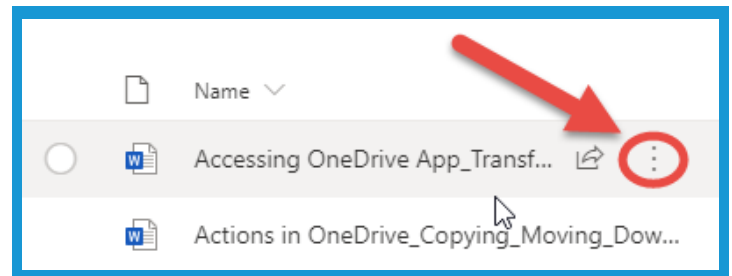 Name
Accessing OneDrive App_Transf...
Actions in OneDrive_Copying_Moving_Dow...